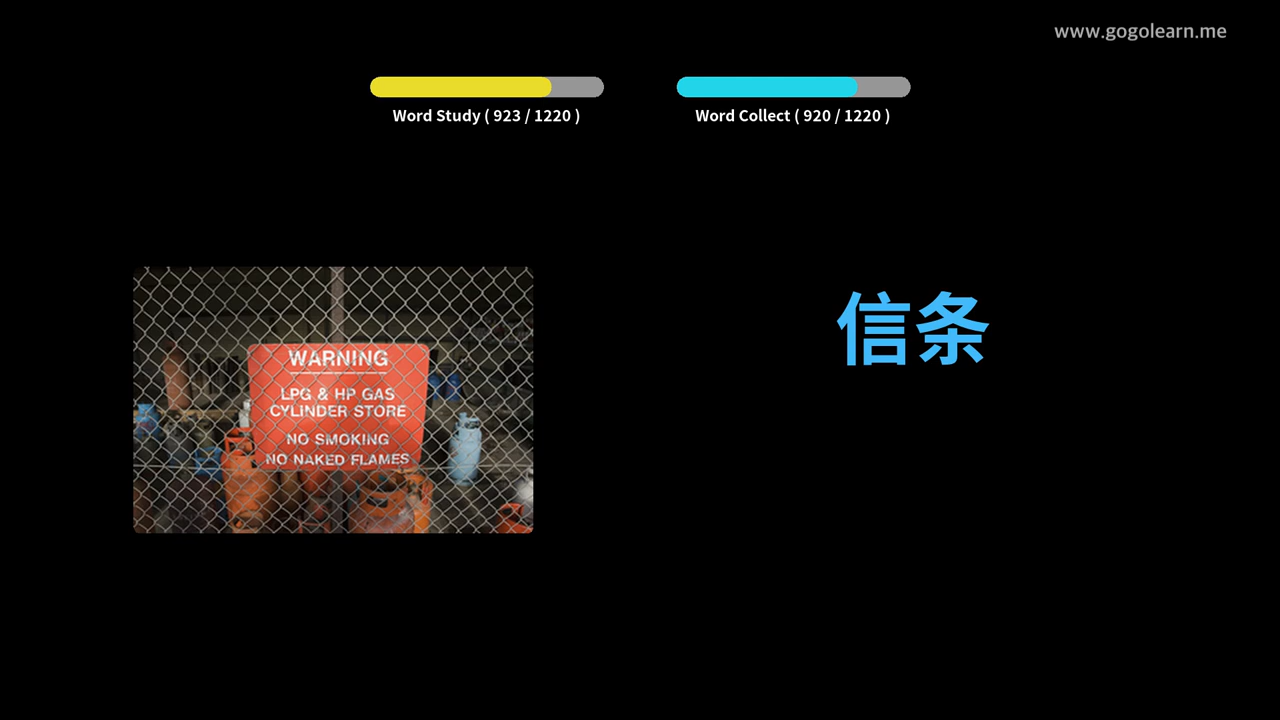 www.gogolearn.me
Word Study ( 923 / 1220 )
Word Collect ( 920 / 1220 )
信条
WARNING
LPG & HP GAS
CYLINDER STORE
NO SMOKING
NO NAKED FLAMES